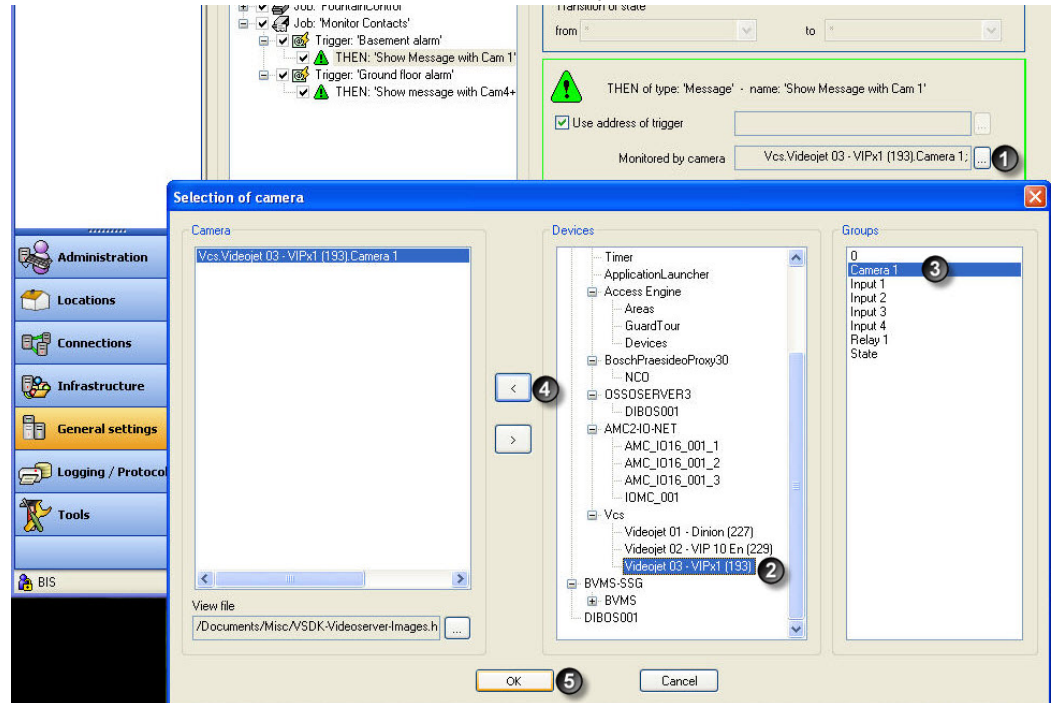 Job: 'FountainControl'
Job: 'Monitor Contacts'
Trigger: 'Basement alarm'
THEN: 'Show Message with Cam 1'
Trigger: 'Ground floor alarm'
THEN: 'Show message with Cam4+
Transition of state
from *
to *
THEN of type: 'Message' - name: 'Show Message with Cam 1'
Use address of trigger
...
Monitored by camera
Vcs.Videojet 03 - VIPx1 (193).Camera 1;
...
1
Administration
Locations
Connections
Infrastructure
General settings
Logging / Protocol
Tools
BIS
Selection of camera
Camera
Vcs.Videojet 03 - VIPx1 (193).Camera 1
View file
/Documents/Misc/VSDK-Videoserver-Images.h
...
<
4
>
Devices
Timer
ApplicationLauncher
Access Engine
Areas
GuardTour
Devices
BoschPraesideoProxy30
NCO
OSSOSERVER3
DIBOS001
AMC2-IO-NET
AMC_IO16_001_1
AMC_IO16_001_2
AMC_IO16_001_3
IOMC_001
Vcs
Videojet 01 - Dinion (227)
Videojet 02 - VIP 10 En (229)
Videojet 03 - VIPx1 (193)
2
BVMS-SSG
BVMS
DIBOS001
Groups
0
Camera 1
3
Input 1
Input 2
Input 3
Input 4
Relay 1
State
OK
5
Cancel